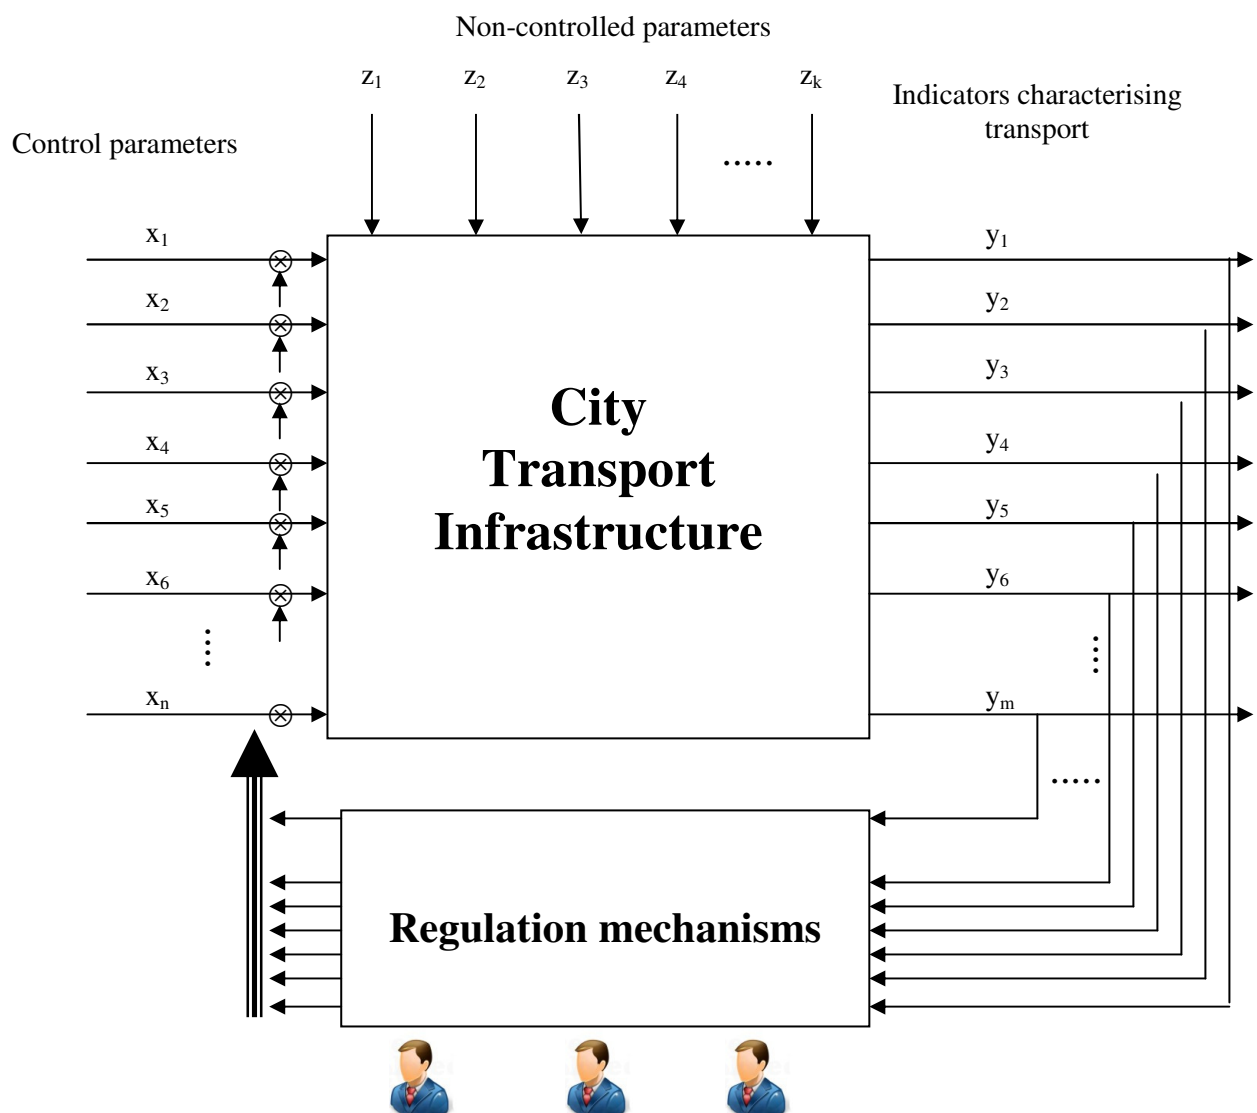 Non-controlled parameters
z1 z2 z3 z4 ..... zk
Indicators characterising
transport
Control parameters
x1
y1
x2
y2
x3
y3
City
x4
y4
Transport
x5
y5
Infrastructure
x6
y6
....
....
xn
ym
.....
Regulation mechanisms